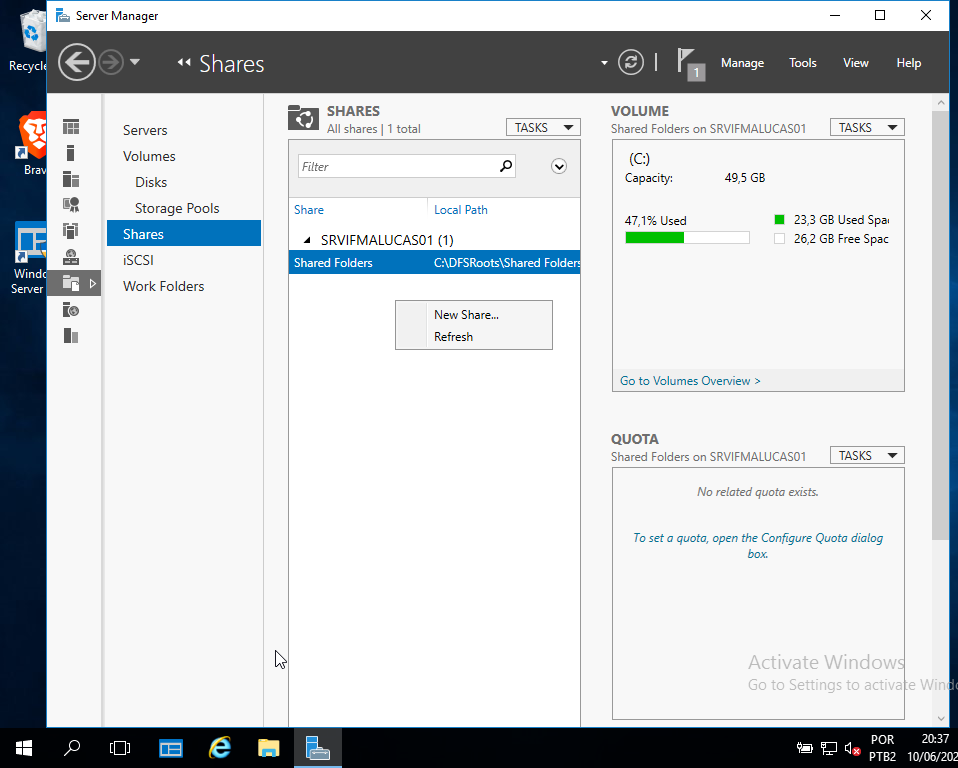 Server Manager
Shares
1
Manage
Tools
View
Help
Recycle
Brav
Windo
Server
Servers
Volumes
Disks
Storage Pools
Shares
iSCSI
Work Folders
SHARES
All shares | 1 total
TASKS
Filter
Share
Local Path
SRVIFMALUCAS01 (1)
Shared Folders
C:\DFSRoots\Shared Folders
New Share...
Refresh
VOLUME
Shared Folders on SRVIFMALUCAS01
TASKS
(C:)
Capacity:
49,5 GB
47,1% Used
23,3 GB Used Spac
26,2 GB Free Spac
Go to Volumes Overview >
QUOTA
Shared Folders on SRVIFMALUCAS01
TASKS
No related quota exists.
To set a quota, open the Configure Quota dialog
box.
Activate Windows
Go to Settings to activate Windo
POR
PTB2
20:37
10/06/202